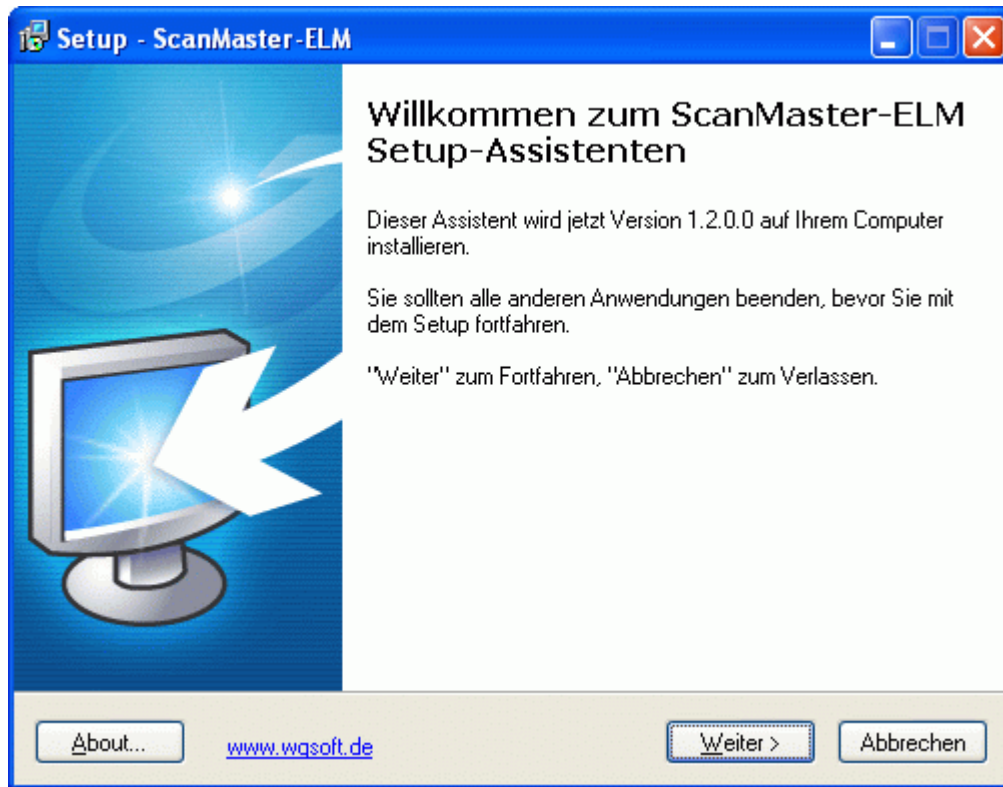 Setup - ScanMaster-ELM
Willkommen zum ScanMaster-ELM
Setup-Assistenten
Dieser Assistent wird jetzt Version 1.2.0.0 auf Ihrem Computer
installieren.
Sie sollten alle anderen Anwendungen beenden, bevor Sie mit
dem Setup fortfahren.
"Weiter" zum Fortfahren, "Abbrechen" zum Verlassen.
About...
www.wgsoft.de
Weiter >
Abbrechen